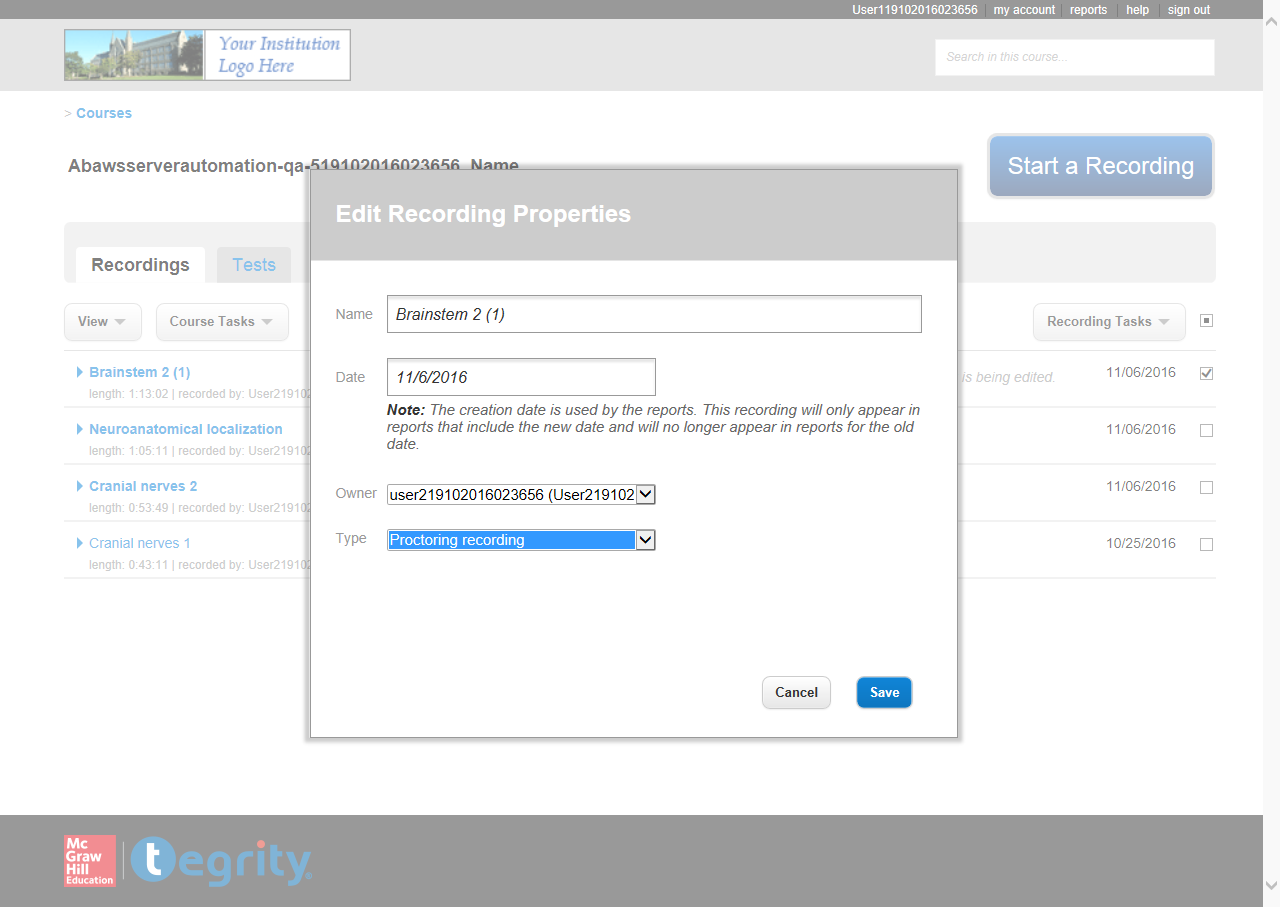 User119102016023656 my account reports help sign out
Your Institution
Logo Here
Search in this course...
> Courses
Abawsserverautomation-qa-519102016023656 Name
Start a Recording
Edit Recording Properties
Recordings Tests
Name Brainstem 2 (1)
View Course Tasks Recording Tasks
Date 11/6/2016
Brainstem 2 (1) is being edited. 11/06/2016
length: 1:13:02 | recorded by: User21910
Note: The creation date is used by the reports. This recording will only appear in
reports that include the new date and will no longer appear in reports for the old
date.
Neuroanatomical localization 11/06/2016
length: 1:05:11 | recorded by: User21910
Cranial nerves 2 11/06/2016
Owner user219102016023656 (User219102
length: 0:53:49 | recorded by: User21910
Type Proctoring recording
Cranial nerves 1 10/25/2016
length: 0:43:11 | recorded by: User21910
Cancel Save
Mc
Graw
Hill
Education
tegrity